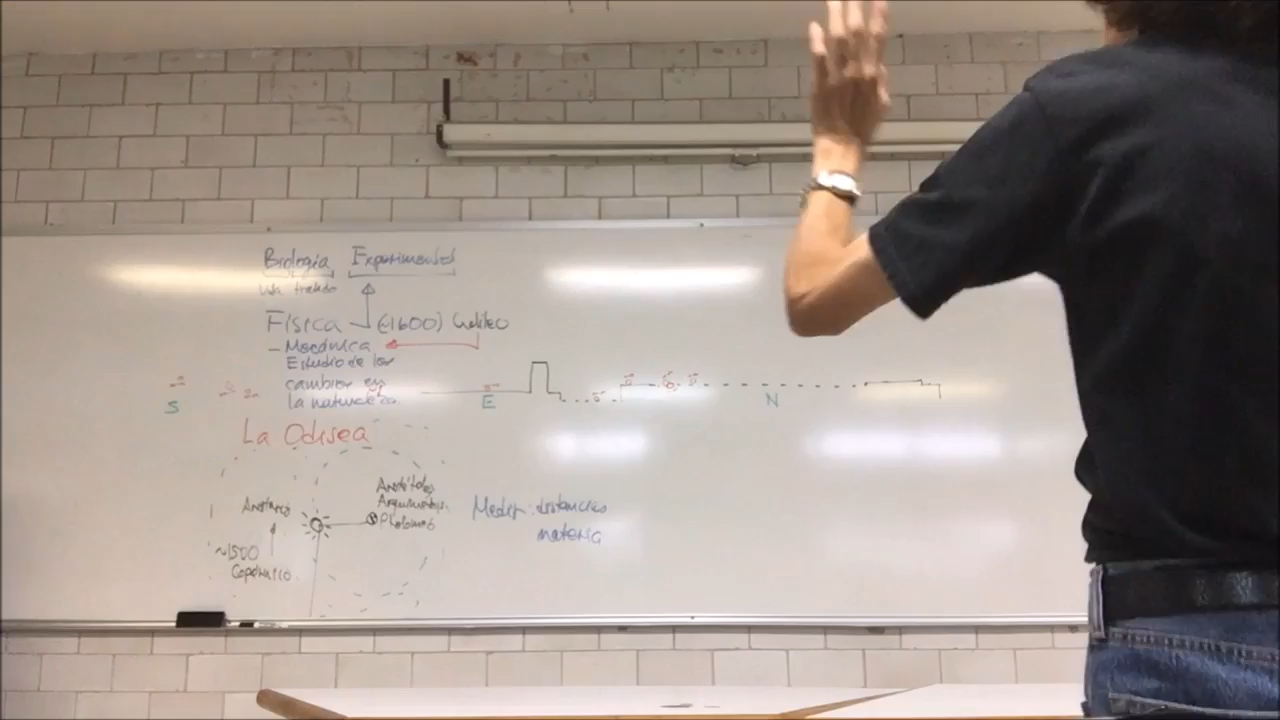 Biología Experimental
un tratado
Física (~1600) Galileo
- Mecánica
Estudio de los
cambios en
la naturaleza
S
E
N
La Odisea
Aristóteles
Aristarco
Ptolomeo
~1500
Copérnico
Medir: distancias
materia